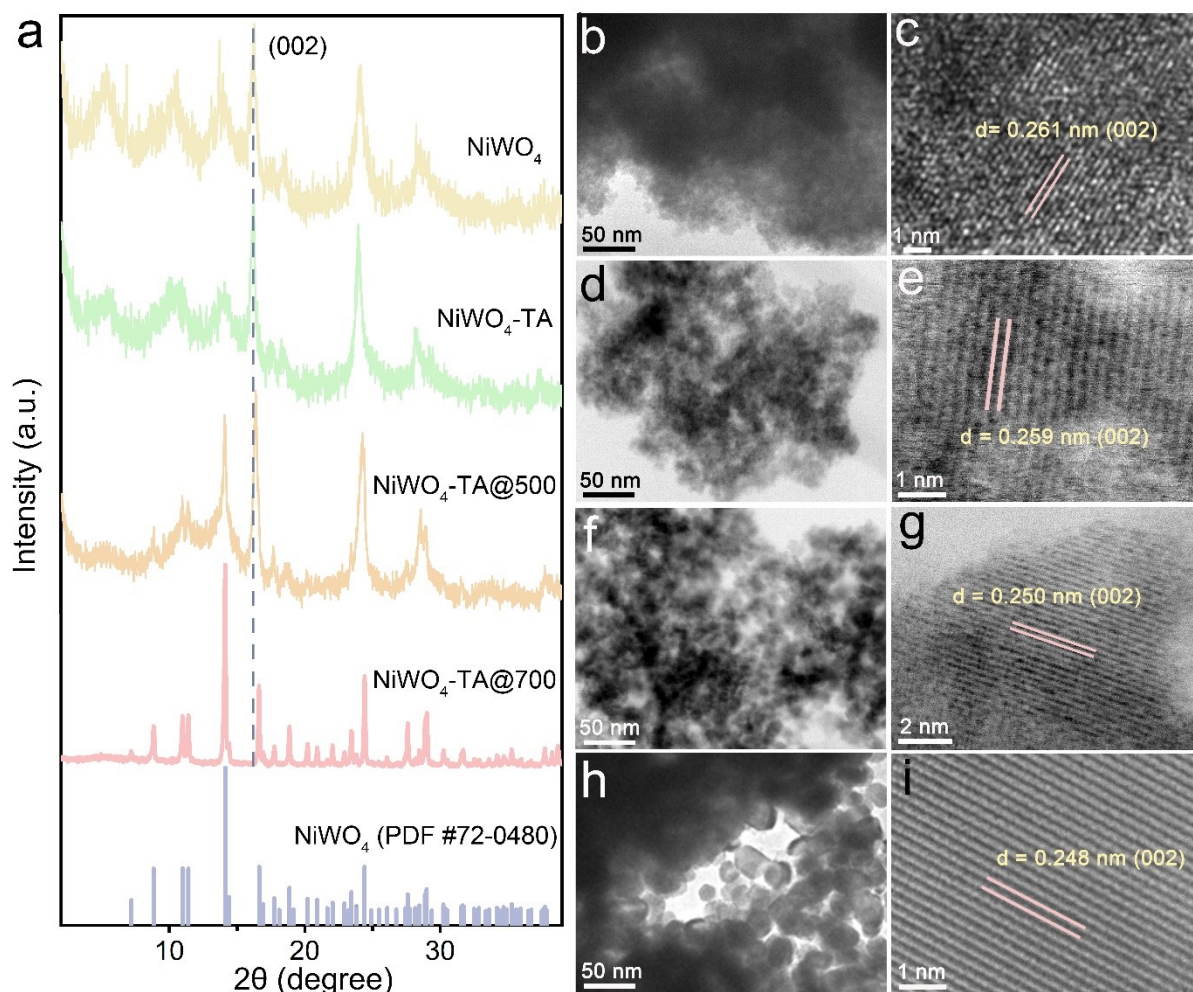 a
(002)
NiWO₄
NiWO₄-TA
NiWO₄-TA@500
NiWO₄-TA@700
NiWO₄ (PDF #72-0480)
Intensity (a.u.)
10 20 30
2θ (degree)
b
50 nm
c
d= 0.261 nm (002)
1 nm
d
50 nm
e
d = 0.259 nm (002)
1 nm
f
50 nm
g
d = 0.250 nm (002)
2 nm
h
50 nm
i
d = 0.248 nm (002)
1 nm